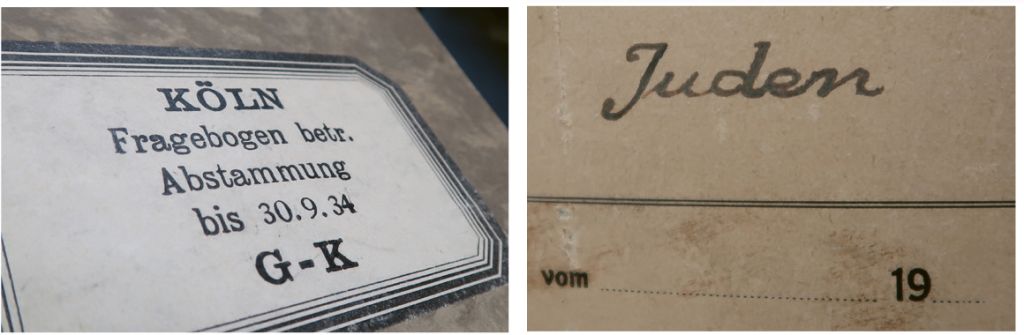 KÖLN
Fragebogen betr.
Abstammung
bis 30.9.34
G-K
Juden
vom 19